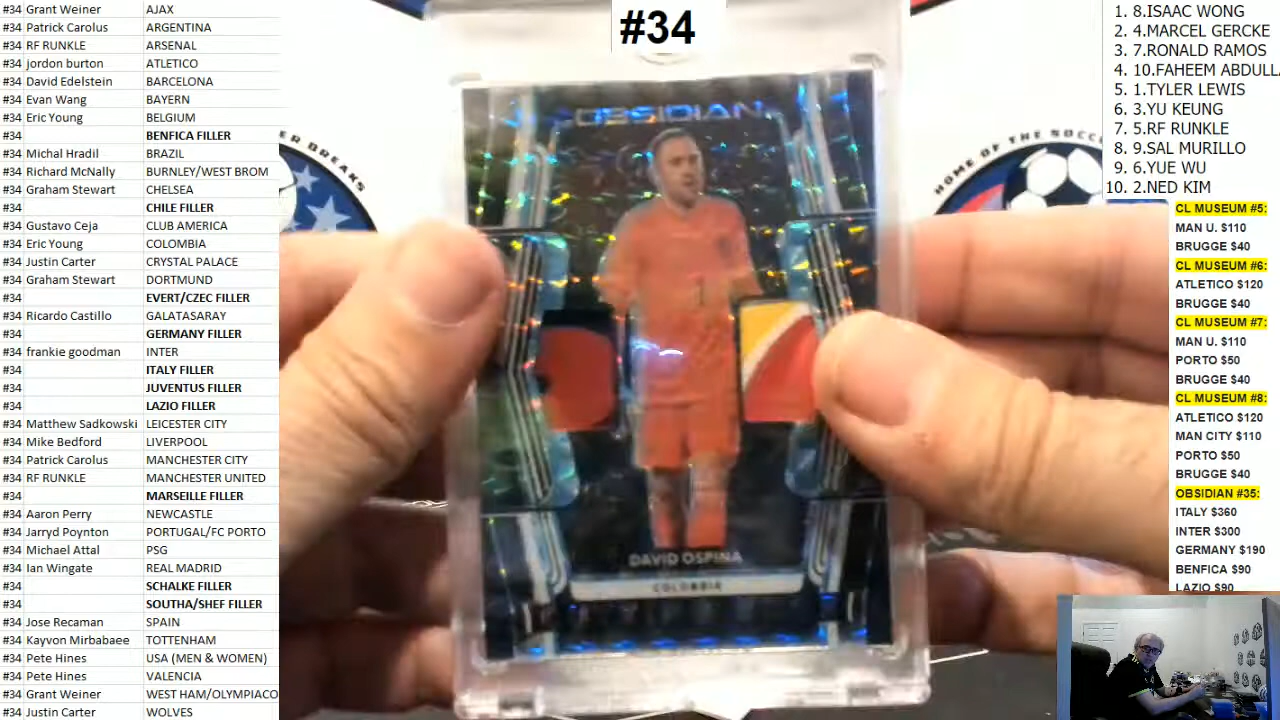 #34 Grant Weiner AJAX
#34 Patrick Carolus ARGENTINA
#34 RF RUNKLE ARSENAL
#34 jordon burton ATLETICO
#34 David Edelstein BARCELONA
#34 Evan Wang BAYERN
#34 Eric Young BELGIUM
#34 BENFICA FILLER
#34 Michal Hradil BRAZIL
#34 Richard McNally BURNLEY/WEST BROM
#34 Graham Stewart CHELSEA
#34 CHILE FILLER
#34 Gustavo Ceja CLUB AMERICA
#34 Eric Young COLOMBIA
#34 Justin Carter CRYSTAL PALACE
#34 Graham Stewart DORTMUND
#34 EVERT/CZEC FILLER
#34 Ricardo Castillo GALATASARAY
#34 GERMANY FILLER
#34 frankie goodman INTER
#34 ITALY FILLER
#34 JUVENTUS FILLER
#34 LAZIO FILLER
#34 Matthew Sadkowski LEICESTER CITY
#34 Mike Bedford LIVERPOOL
#34 Patrick Carolus MANCHESTER CITY
#34 RF RUNKLE MANCHESTER UNITED
#34 MARSEILLE FILLER
#34 Aaron Perry NEWCASTLE
#34 Jarryd Poynton PORTUGAL/FC PORTO
#34 Michael Attal PSG
#34 Ian Wingate REAL MADRID
#34 SCHALKE FILLER
#34 SOUTHA/SHEF FILLER
#34 Jose Recaman SPAIN
#34 Kayvon Mirbabaee TOTTENHAM
#34 Pete Hines USA (MEN & WOMEN)
#34 Pete Hines VALENCIA
#34 Grant Weiner WEST HAM/OLYMPIACO
#34 Justin Carter WOLVES
#34
ER BREAKS
OBSIDIAN
1
DAVID OSPINA
COLOMBIA
HOME OF THE SOCCE
1. 8.ISAAC WONG
2. 4.MARCEL GERCKE
3. 7.RONALD RAMOS
4. 10.FAHEEM ABDULL
5. 1.TYLER LEWIS
6. 3.YU KEUNG
7. 5.RF RUNKLE
8. 9.SAL MURILLO
9. 6.YUE WU
10. 2.NED KIM
CL MUSEUM #5:
MAN U. $110
BRUGGE $40
CL MUSEUM #6:
ATLETICO $120
BRUGGE $40
CL MUSEUM #7:
MAN U. $110
PORTO $50
BRUGGE $40
CL MUSEUM #8:
ATLETICO $120
MAN CITY $110
PORTO $50
BRUGGE $40
OBSIDIAN #35:
ITALY $360
INTER $300
GERMANY $190
BENFICA $90
LAZIO $90